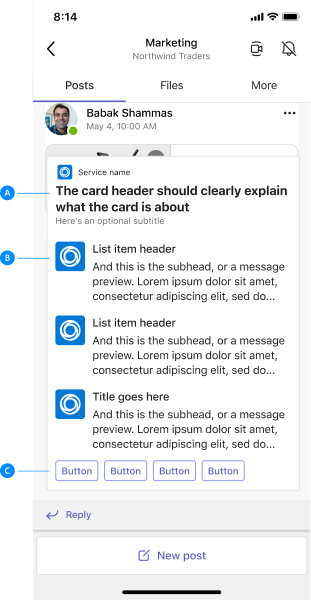 8:14
Marketing
Northwind Traders
Posts Files More
Babak Shammas
May 4, 10:00 AM
Service name
A
The card header should clearly explain
what the card is about
Here's an optional subtitle
B
List item header
And this is the subhead, or a message
preview. Lorem ipsum dolor sit amet,
consectetur adipiscing elit, sed do...
List item header
And this is the subhead, or a message
preview. Lorem ipsum dolor sit amet,
consectetur adipiscing elit, sed do...
Title goes here
And this is the subhead, or a message
preview. Lorem ipsum dolor sit amet,
consectetur adipiscing elit, sed do...
C
Button Button Button Button
Reply
New post